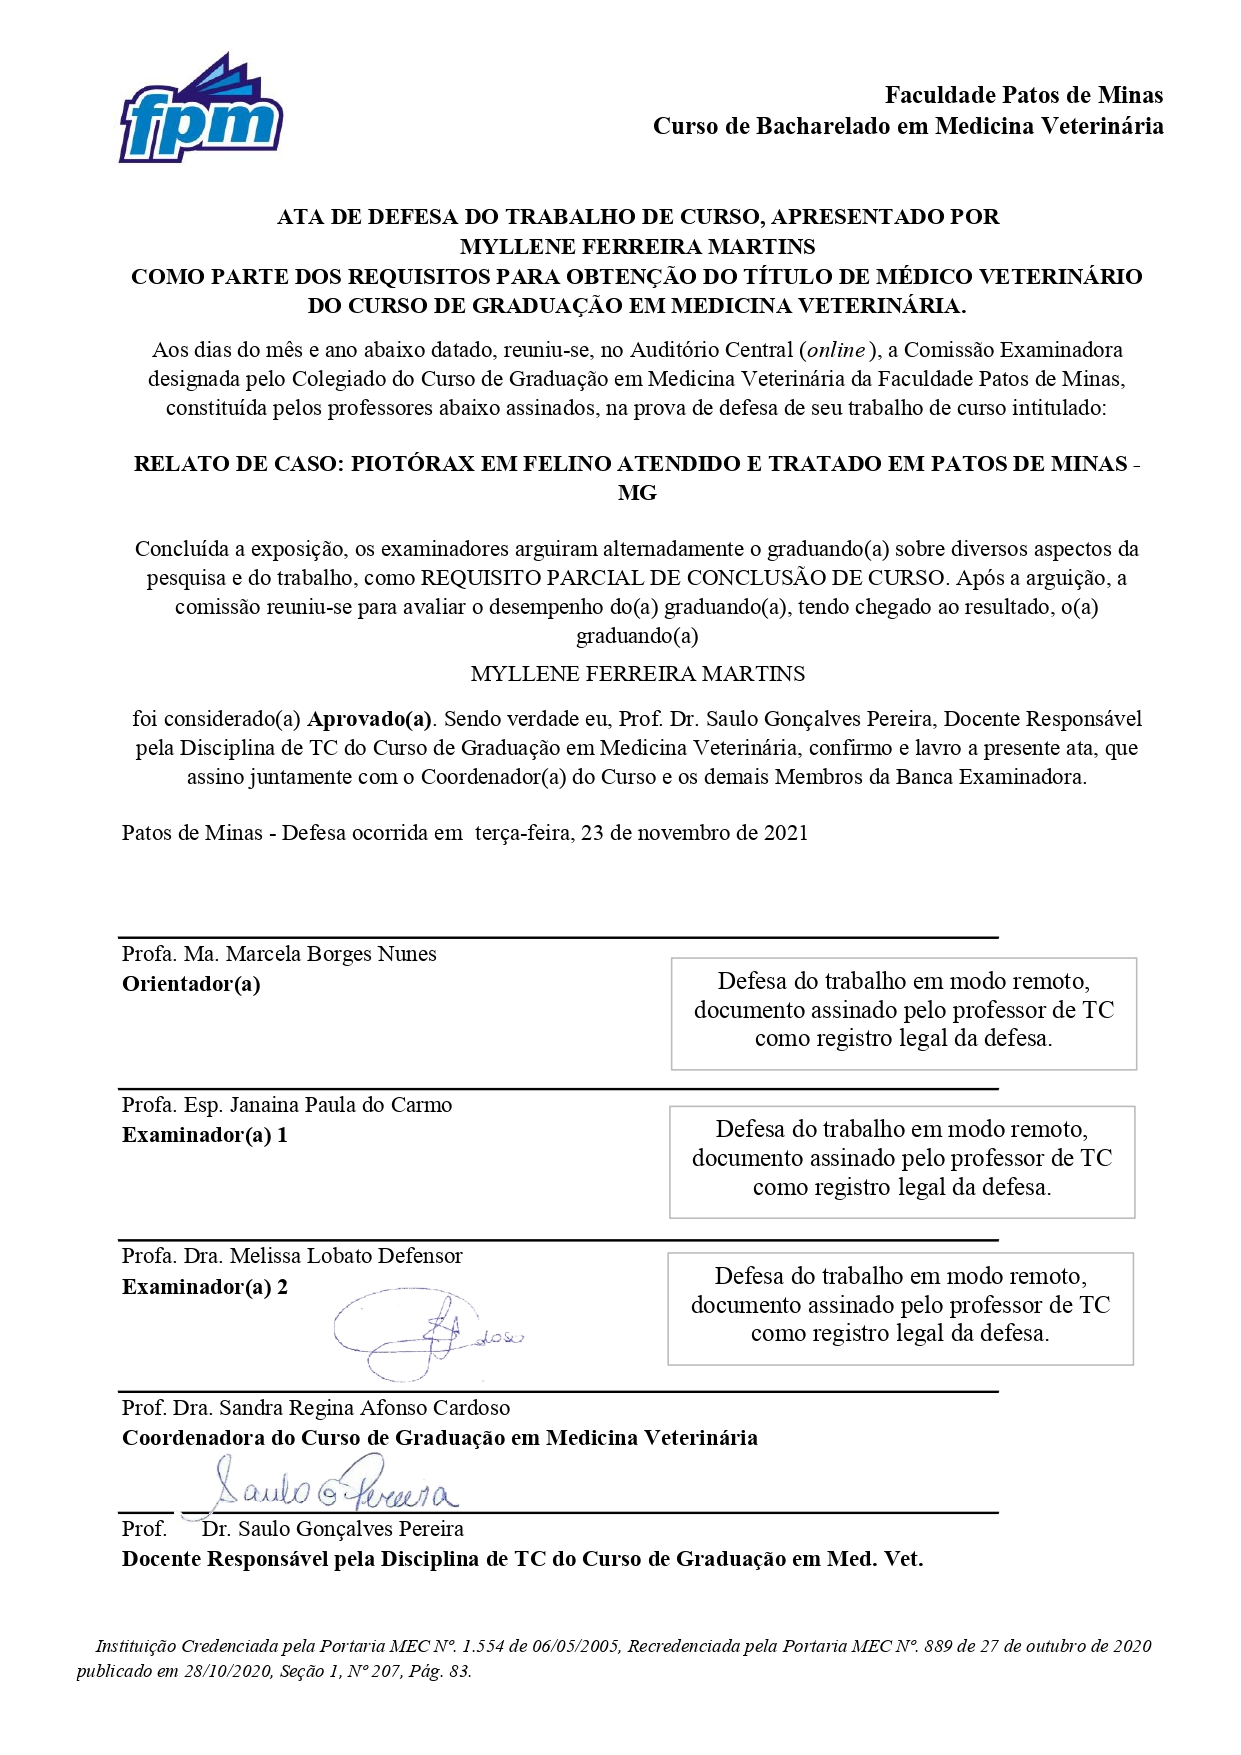 fpm
Faculdade Patos de Minas
Curso de Bacharelado em Medicina Veterinária
ATA DE DEFESA DO TRABALHO DE CURSO, APRESENTADO POR
MYLLENE FERREIRA MARTINS
COMO PARTE DOS REQUISITOS PARA OBTENÇÃO DO TÍTULO DE MÉDICO VETERINÁRIO
DO CURSO DE GRADUAÇÃO EM MEDICINA VETERINÁRIA.
Aos dias do mês e ano abaixo datado, reuniu-se, no Auditório Central (online ), a Comissão Examinadora
designada pelo Colegiado do Curso de Graduação em Medicina Veterinária da Faculdade Patos de Minas,
constituída pelos professores abaixo assinados, na prova de defesa de seu trabalho de curso intitulado:
RELATO DE CASO: PIOTÓRAX EM FELINO ATENDIDO E TRATADO EM PATOS DE MINAS -
MG
Concluída a exposição, os examinadores arguiram alternadamente o graduando(a) sobre diversos aspectos da
pesquisa e do trabalho, como REQUISITO PARCIAL DE CONCLUSÃO DE CURSO. Após a arguição, a
comissão reuniu-se para avaliar o desempenho do(a) graduando(a), tendo chegado ao resultado, o(a)
graduando(a)
MYLLENE FERREIRA MARTINS
foi considerado(a) Aprovado(a). Sendo verdade eu, Prof. Dr. Saulo Gonçalves Pereira, Docente Responsável
pela Disciplina de TC do Curso de Graduação em Medicina Veterinária, confirmo e lavro a presente ata, que
assino juntamente com o Coordenador(a) do Curso e os demais Membros da Banca Examinadora.
Patos de Minas - Defesa ocorrida em  terça-feira, 23 de novembro de 2021
Profa. Ma. Marcela Borges Nunes
Orientador(a)
Defesa do trabalho em modo remoto,
documento assinado pelo professor de TC
como registro legal da defesa.
Profa. Esp. Janaina Paula do Carmo
Examinador(a) 1
Defesa do trabalho em modo remoto,
documento assinado pelo professor de TC
como registro legal da defesa.
Profa. Dra. Melissa Lobato Defensor
Examinador(a) 2
Defesa do trabalho em modo remoto,
documento assinado pelo professor de TC
como registro legal da defesa.
Prof. Dra. Sandra Regina Afonso Cardoso
Coordenadora do Curso de Graduação em Medicina Veterinária
Saulo G Pereira
Prof. Dr. Saulo Gonçalves Pereira
Docente Responsável pela Disciplina de TC do Curso de Graduação em Med. Vet.
Instituição Credenciada pela Portaria MEC Nº. 1.554 de 06/05/2005, Recredenciada pela Portaria MEC Nº. 889 de 27 de outubro de 2020
publicado em 28/10/2020, Seção 1, Nº 207, Pág. 83.